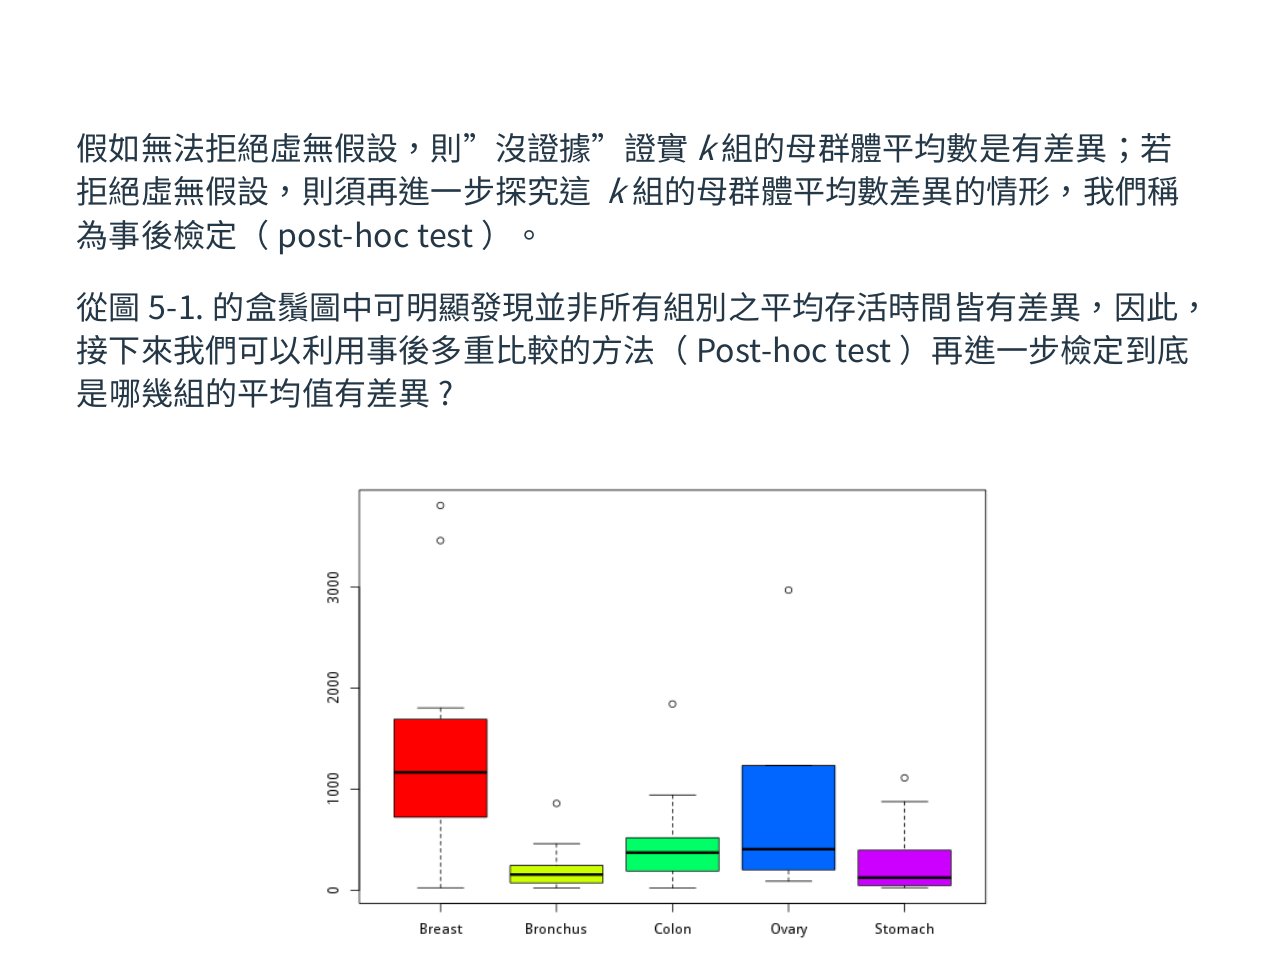 假如無法拒絕虛無假設，則”沒證據”證實 k 組的母群體平均數是有差異；若
拒絕虛無假設，則須再進一步探究這 k 組的母群體平均數差異的情形，我們稱
為事後檢定（ post-hoc test ）。
從圖 5-1. 的盒鬚圖中可明顯發現並非所有組別之平均存活時間皆有差異，因此，
接下來我們可以利用事後多重比較的方法（ Post-hoc test ）再進一步檢定到底
是哪幾組的平均值有差異？
3000
2000
1000
0
Breast Bronchus Colon Ovary Stomach